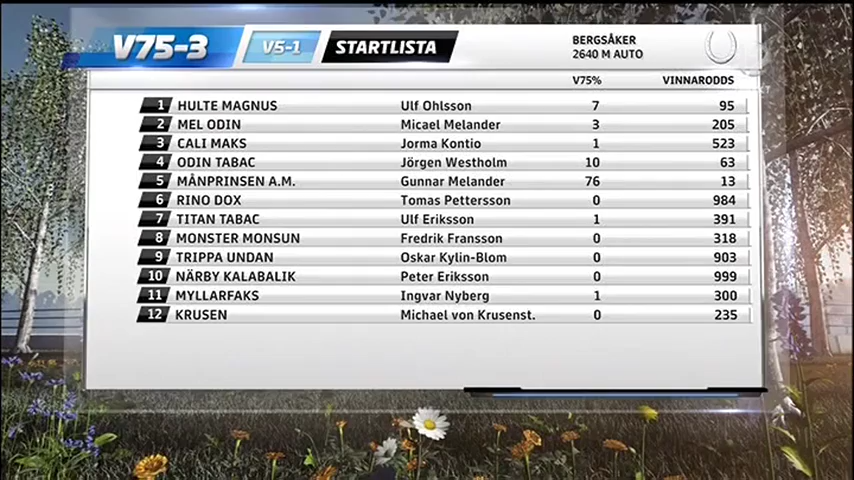 V75-3 V5-1 STARTLISTA BERGSÅKER
2640 M AUTO
V75% VINNARODDS
1 HULTE MAGNUS Ulf Ohlsson 7 95
2 MEL ODIN Micael Melander 3 205
3 CALI MAKS Jorma Kontio 1 523
4 ODIN TABAC Jörgen Westholm 10 63
5 MÅNPRINSEN A.M. Gunnar Melander 76 13
6 RINO DOX Tomas Pettersson 0 984
7 TITAN TABAC Ulf Eriksson 1 391
8 MONSTER MONSUN Fredrik Fransson 0 318
9 TRIPPA UNDAN Oskar Kylin-Blom 0 903
10 NÄRBY KALABALIK Peter Eriksson 0 999
11 MYLLARFAKS Ingvar Nyberg 1 300
12 KRUSEN Michael von Krusenst. 0 235